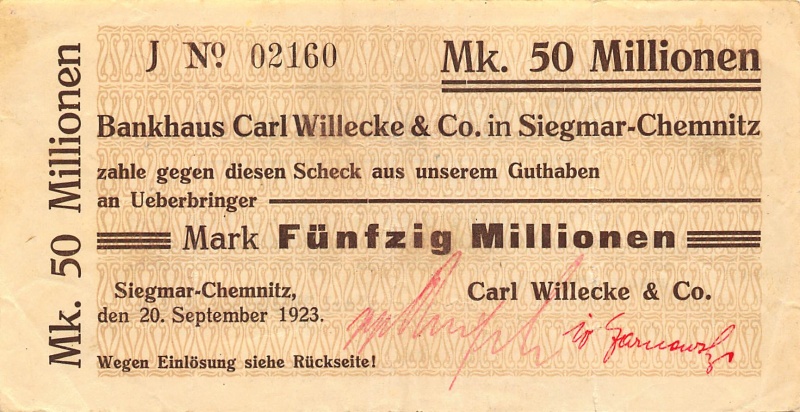 Mk. 50 Millionen
J No. 02160
Mk. 50 Millionen
Bankhaus Carl Willecke & Co. in Siegmar-Chemnitz
zahle gegen diesen Scheck aus unserem Guthaben
an Ueberbringer
Mark Fünfzig Millionen
Siegmar-Chemnitz,
den 20. September 1923.
Carl Willecke & Co.
Wegen Einlösung siehe Rückseite!